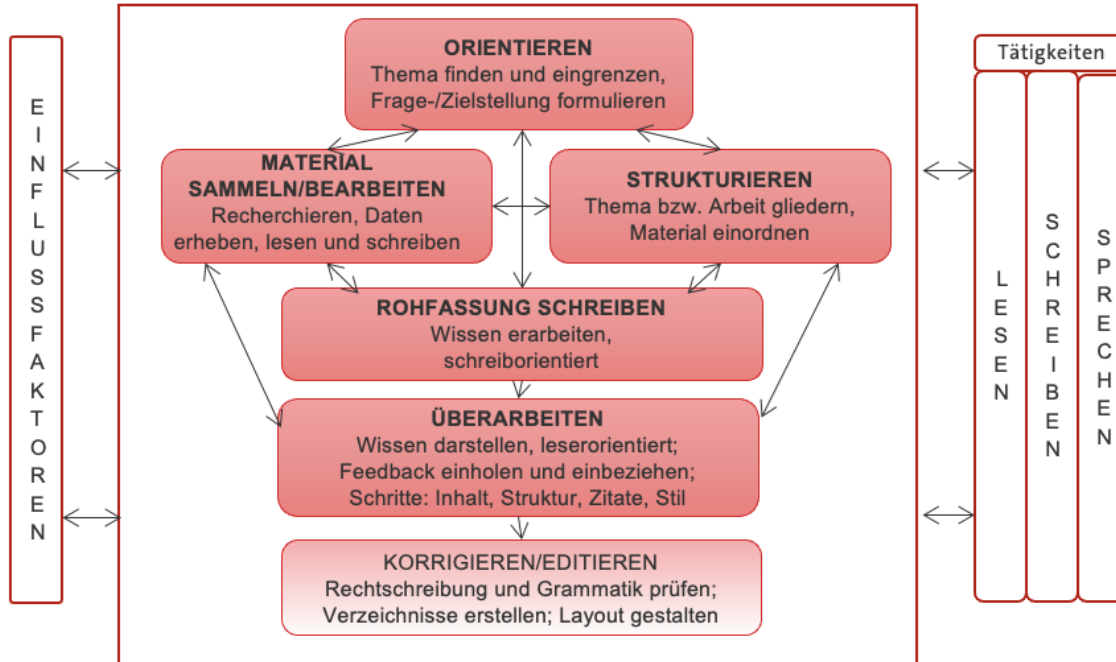 EINFLUSSFAKTOREN
ORIENTIEREN
Thema finden und eingrenzen,
Frage-/Zielstellung formulieren
MATERIAL
SAMMELN/BEARBEITEN
Recherchieren, Daten
erheben, lesen und schreiben
STRUKTURIEREN
Thema bzw. Arbeit gliedern,
Material einordnen
ROHFASSUNG SCHREIBEN
Wissen erarbeiten,
schreiborientiert
ÜBERARBEITEN
Wissen darstellen, leserorientiert;
Feedback einholen und einbeziehen;
Schritte: Inhalt, Struktur, Zitate, Stil
KORRIGIEREN/EDITIEREN
Rechtschreibung und Grammatik prüfen;
Verzeichnisse erstellen; Layout gestalten
Tätigkeiten
LESEN
SCHREIBEN
SPRECHEN